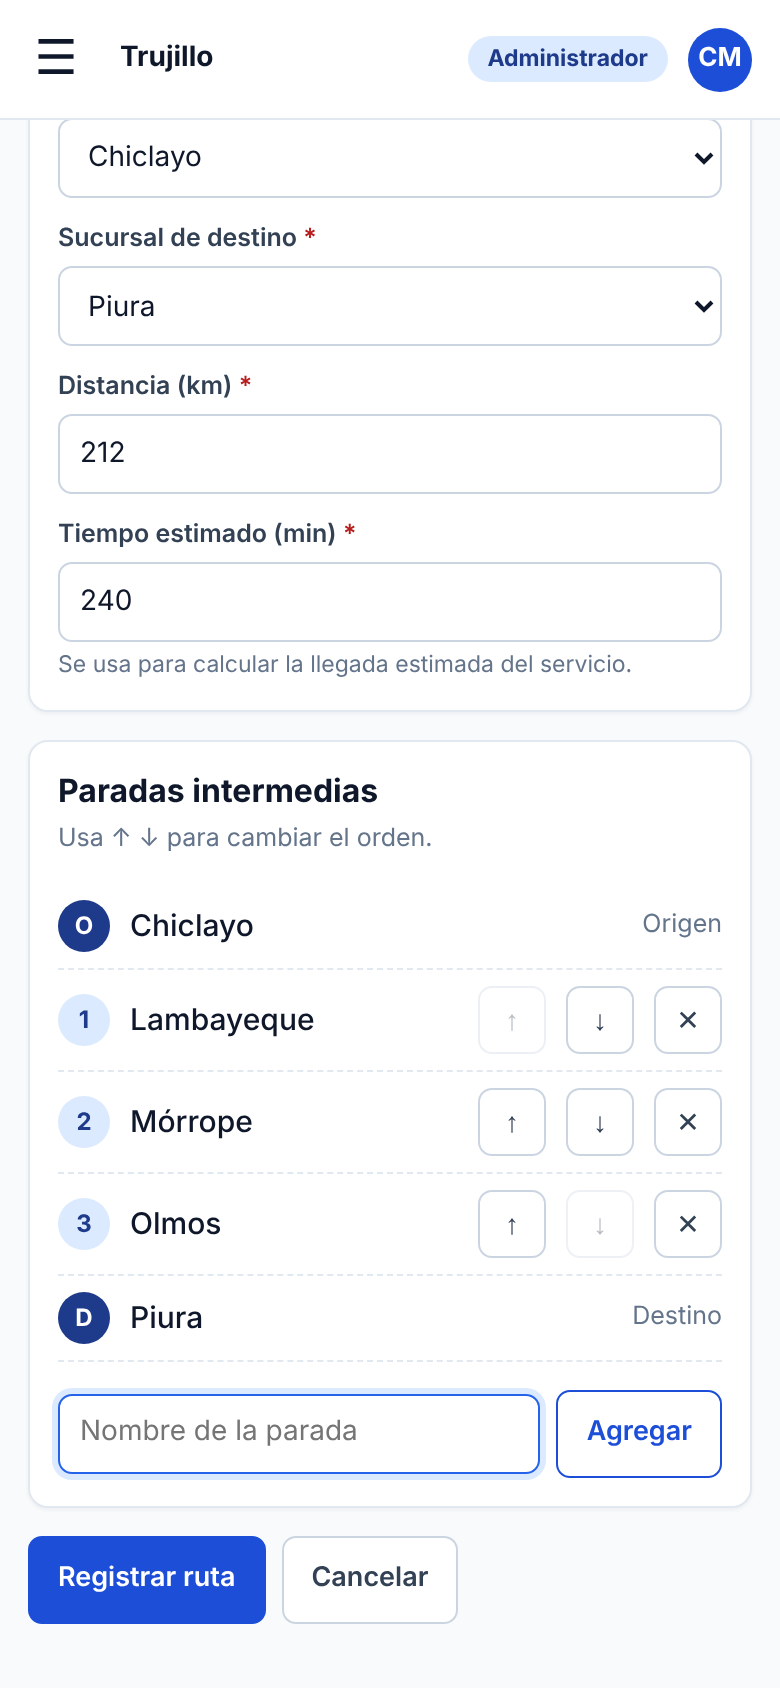 ☰ Trujillo Administrador CM
Chiclayo
Sucursal de destino *
Piura
Distancia (km) *
212
Tiempo estimado (min) *
240
Se usa para calcular la llegada estimada del servicio.
Paradas intermedias
Usa ↑ ↓ para cambiar el orden.
O Chiclayo Origen
1 Lambayeque ↑ ↓ ✕
2 Mórrope ↑ ↓ ✕
3 Olmos ↑ ↓ ✕
D Piura Destino
Nombre de la parada Agregar
Registrar ruta Cancelar